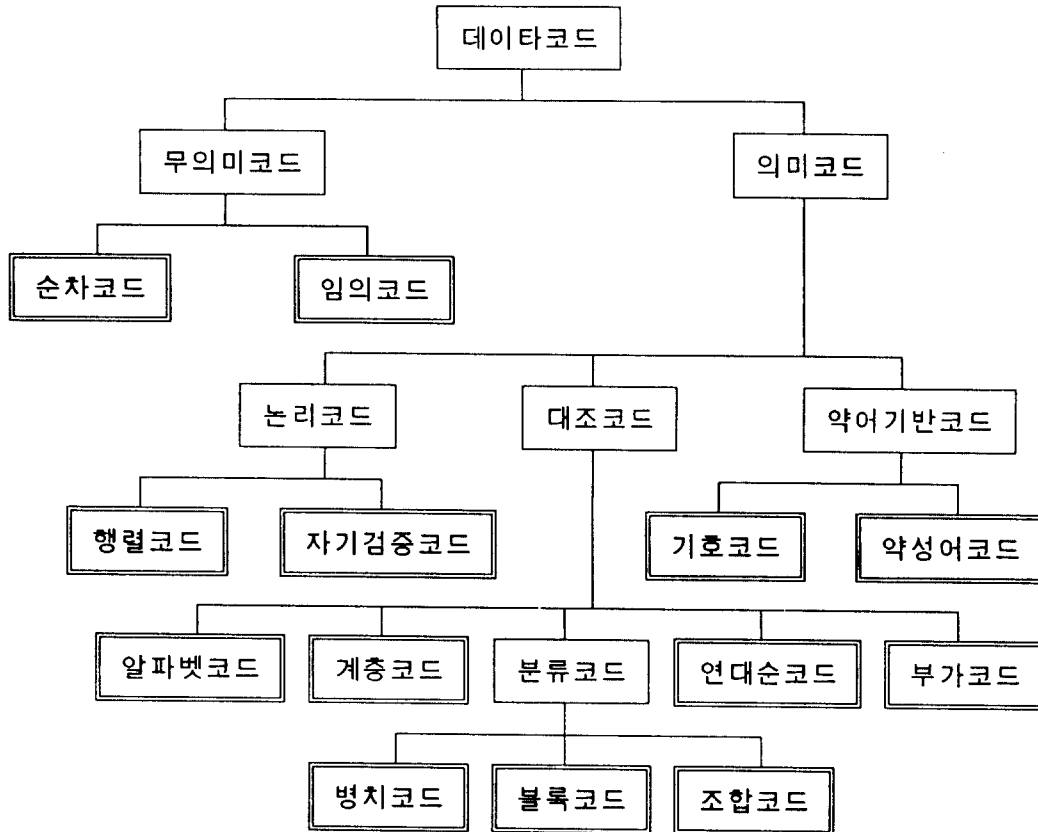 데이타코드
무의미코드
의미코드
순차코드
임의코드
논리코드
대조코드
약어기반코드
행렬코드
자기검증코드
기호코드
약성어코드
알파벳코드
계층코드
분류코드
연대순코드
부가코드
병치코드
블록코드
조합코드